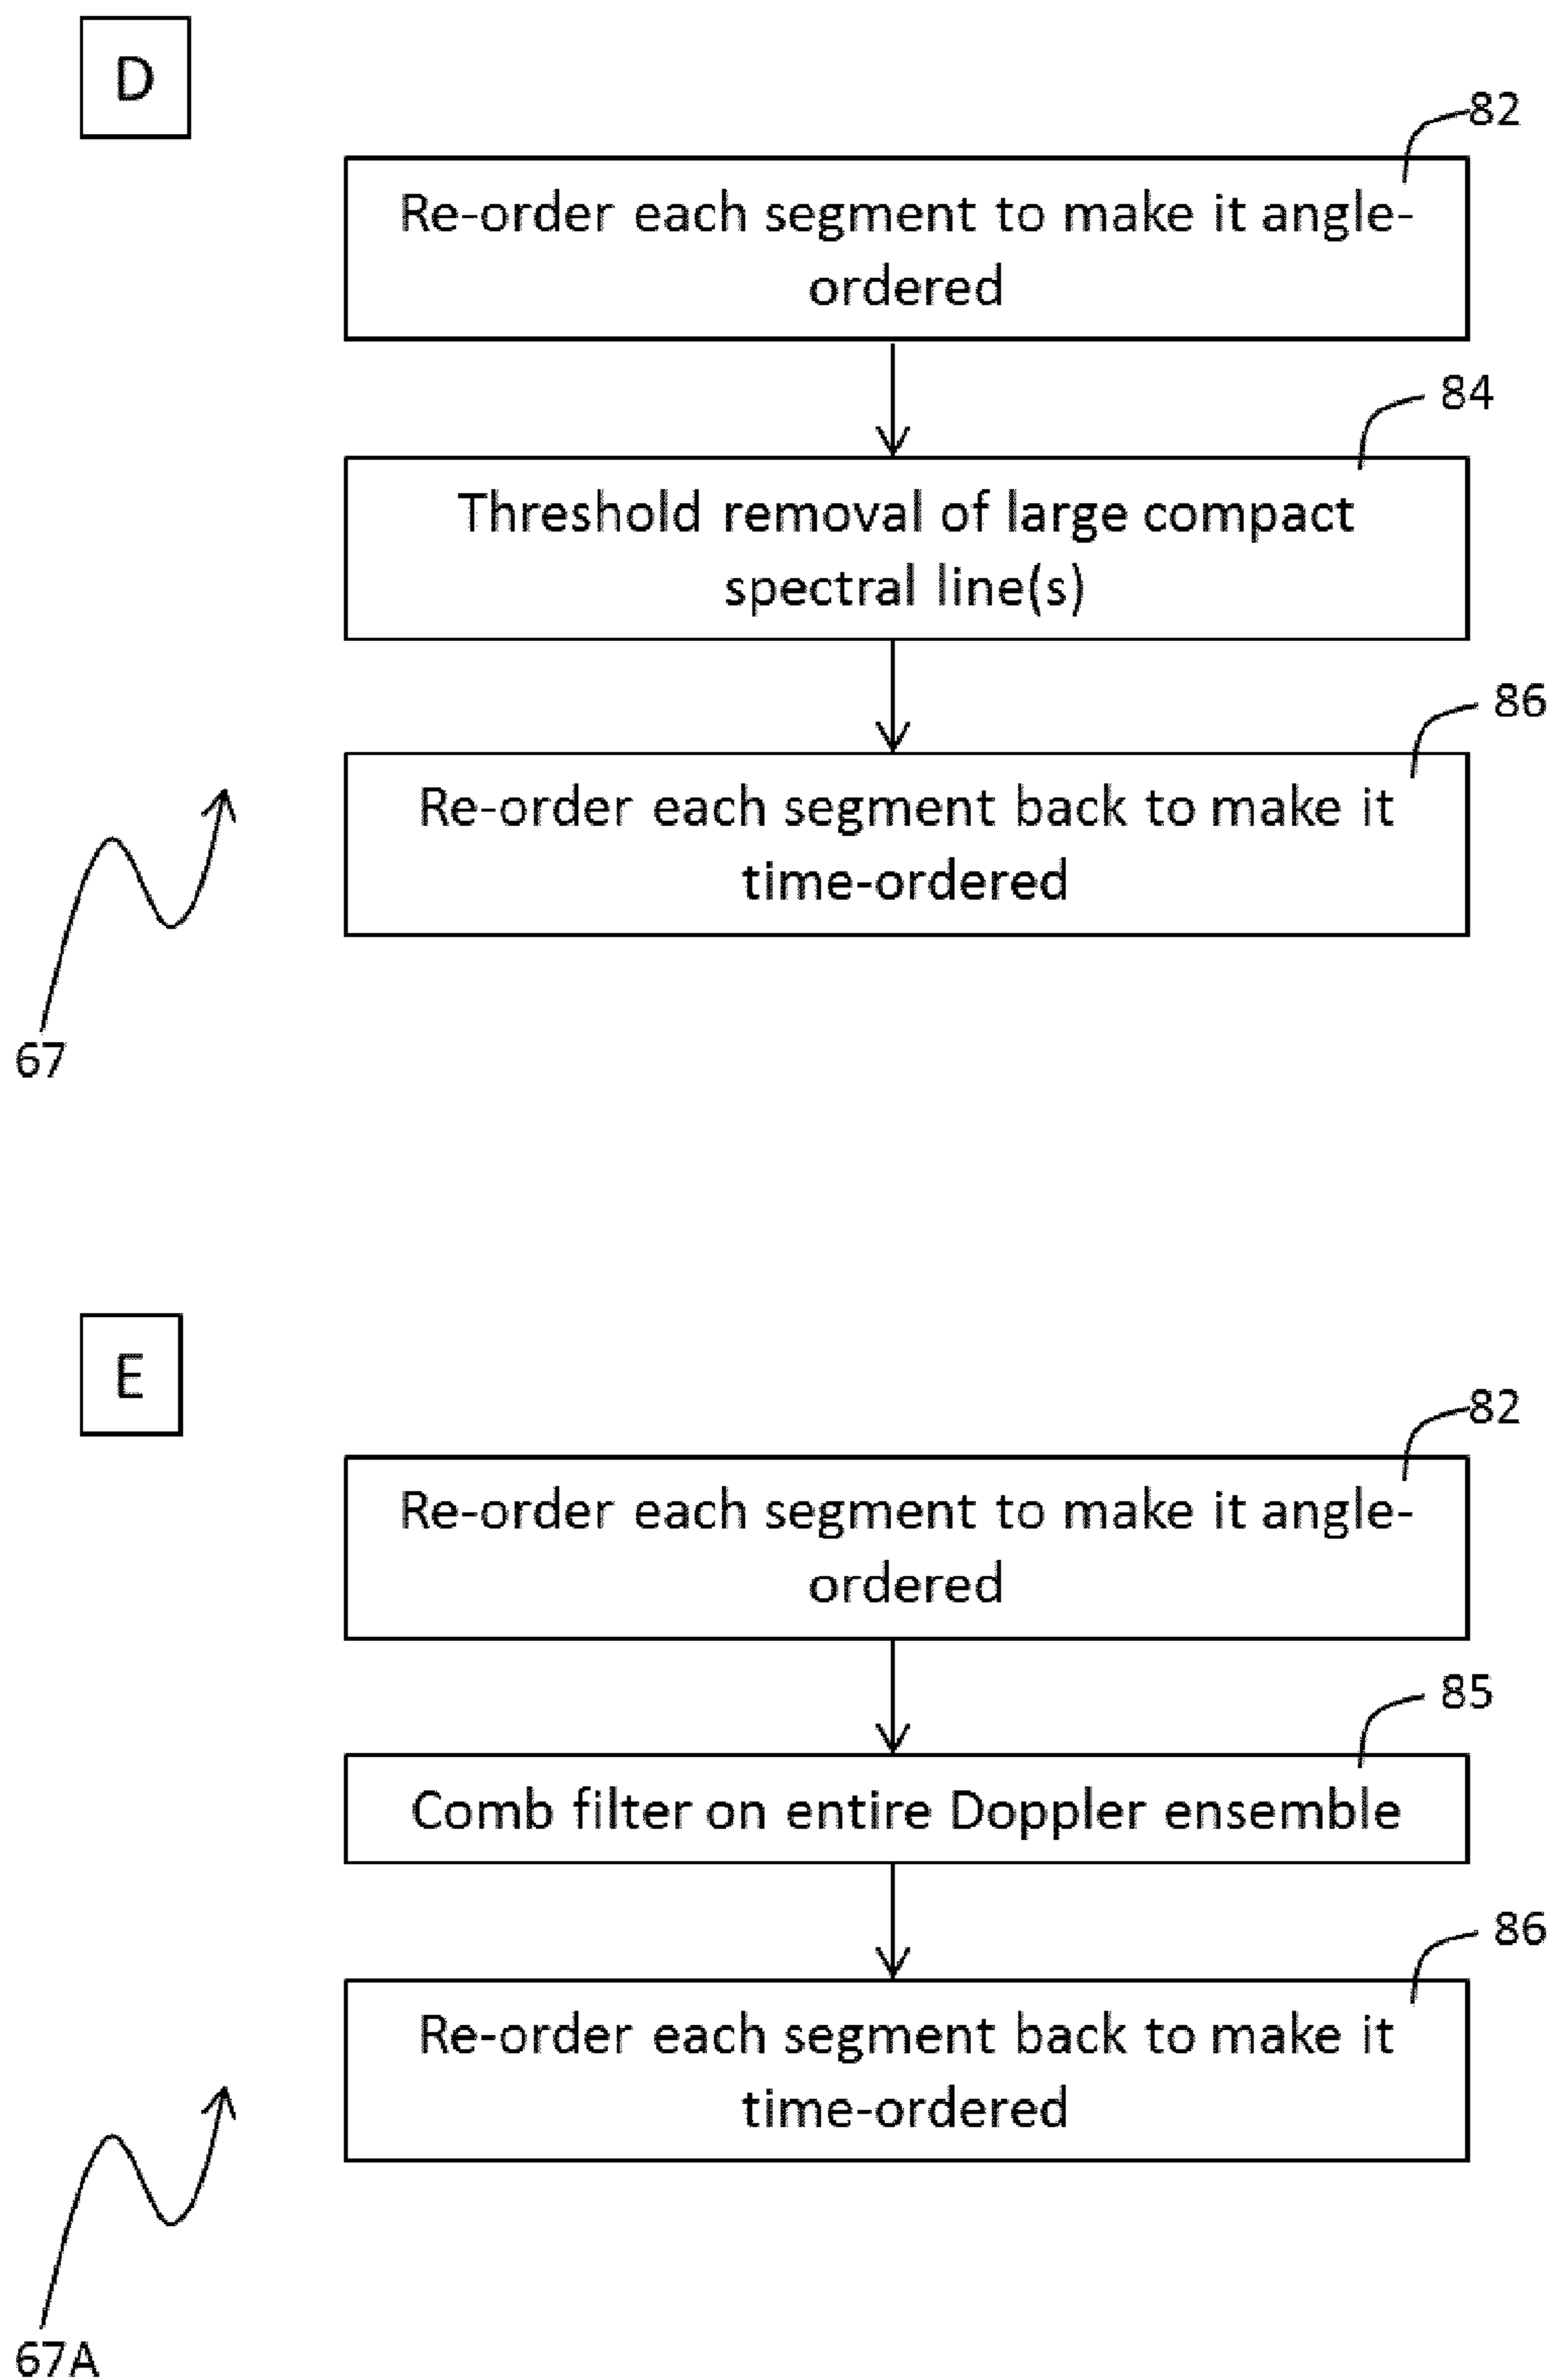 D
82
Re-order each segment to make it angle-
ordered
84
Threshold removal of large compact
spectral line(s)
86
Re-order each segment back to make it
time-ordered
67
E
82
Re-order each segment to make it angle-
ordered
85
Comb filter on entire Doppler ensemble
86
Re-order each segment back to make it
time-ordered
67A